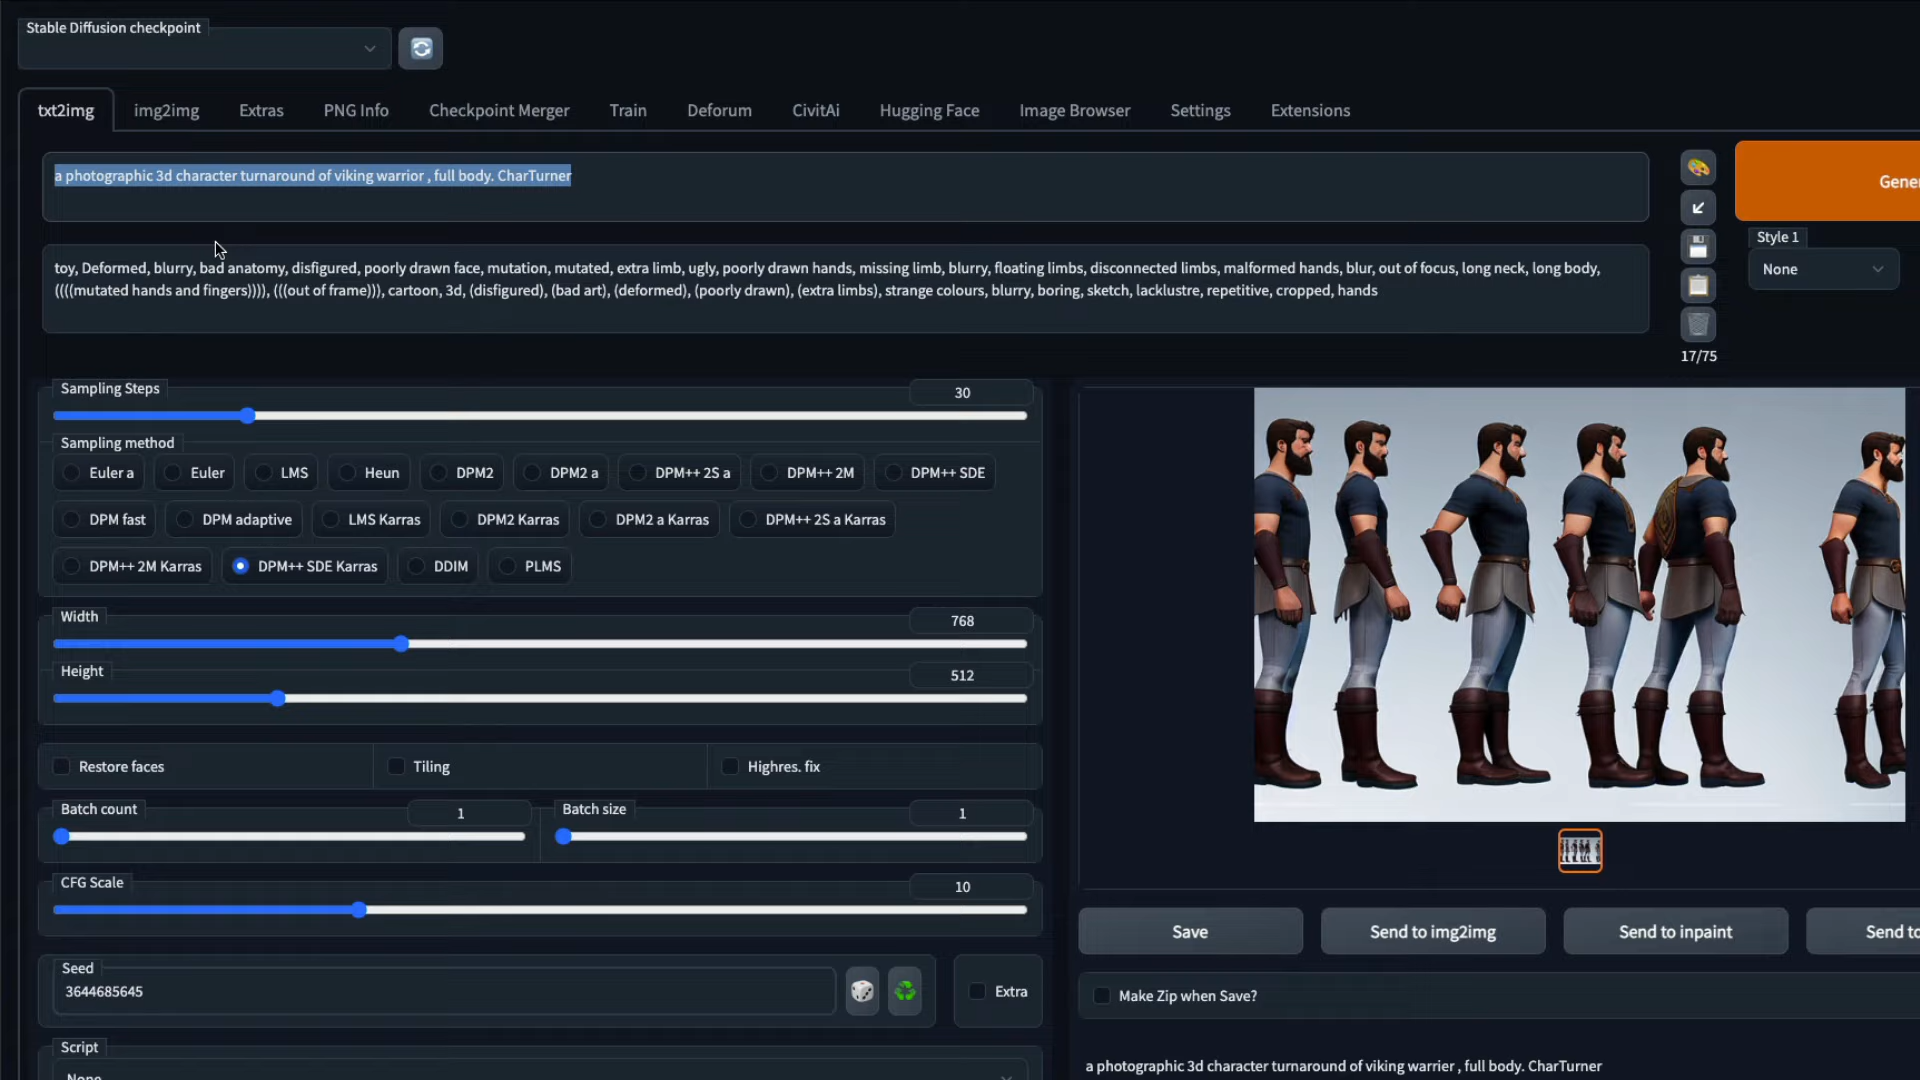 Stable Diffusion checkpoint
txt2img img2img Extras PNG Info Checkpoint Merger Train Deforum CivitAi Hugging Face Image Browser Settings Extensions
a photographic 3d character turnaround of viking warrior , full body. CharTurner
Gener
Style 1
toy, Deformed, blurry, bad anatomy, disfigured, poorly drawn face, mutation, mutated, extra limb, ugly, poorly drawn hands, missing limb, blurry, floating limbs, disconnected limbs, malformed hands, blur, out of focus, long neck, long body,
None
((((mutated hands and fingers)))), (((out of frame))), cartoon, 3d, (disfigured), (bad art), (deformed), (poorly drawn), (extra limbs), strange colours, blurry, boring, sketch, lacklustre, repetitive, cropped, hands
17/75
Sampling Steps 30
Sampling method
Euler a Euler LMS Heun DPM2 DPM2 a DPM++ 2S a DPM++ 2M DPM++ SDE
DPM fast DPM adaptive LMS Karras DPM2 Karras DPM2 a Karras DPM++ 2S a Karras
DPM++ 2M Karras DPM++ SDE Karras DDIM PLMS
Width 768
Height 512
Restore faces Tiling Highres. fix
Batch count 1 Batch size 1
CFG Scale 10
Save Send to img2img Send to inpaint Send to
Seed
3644685645
Extra
Make Zip when Save?
Script
None
a photographic 3d character turnaround of viking warrier , full body. CharTurner